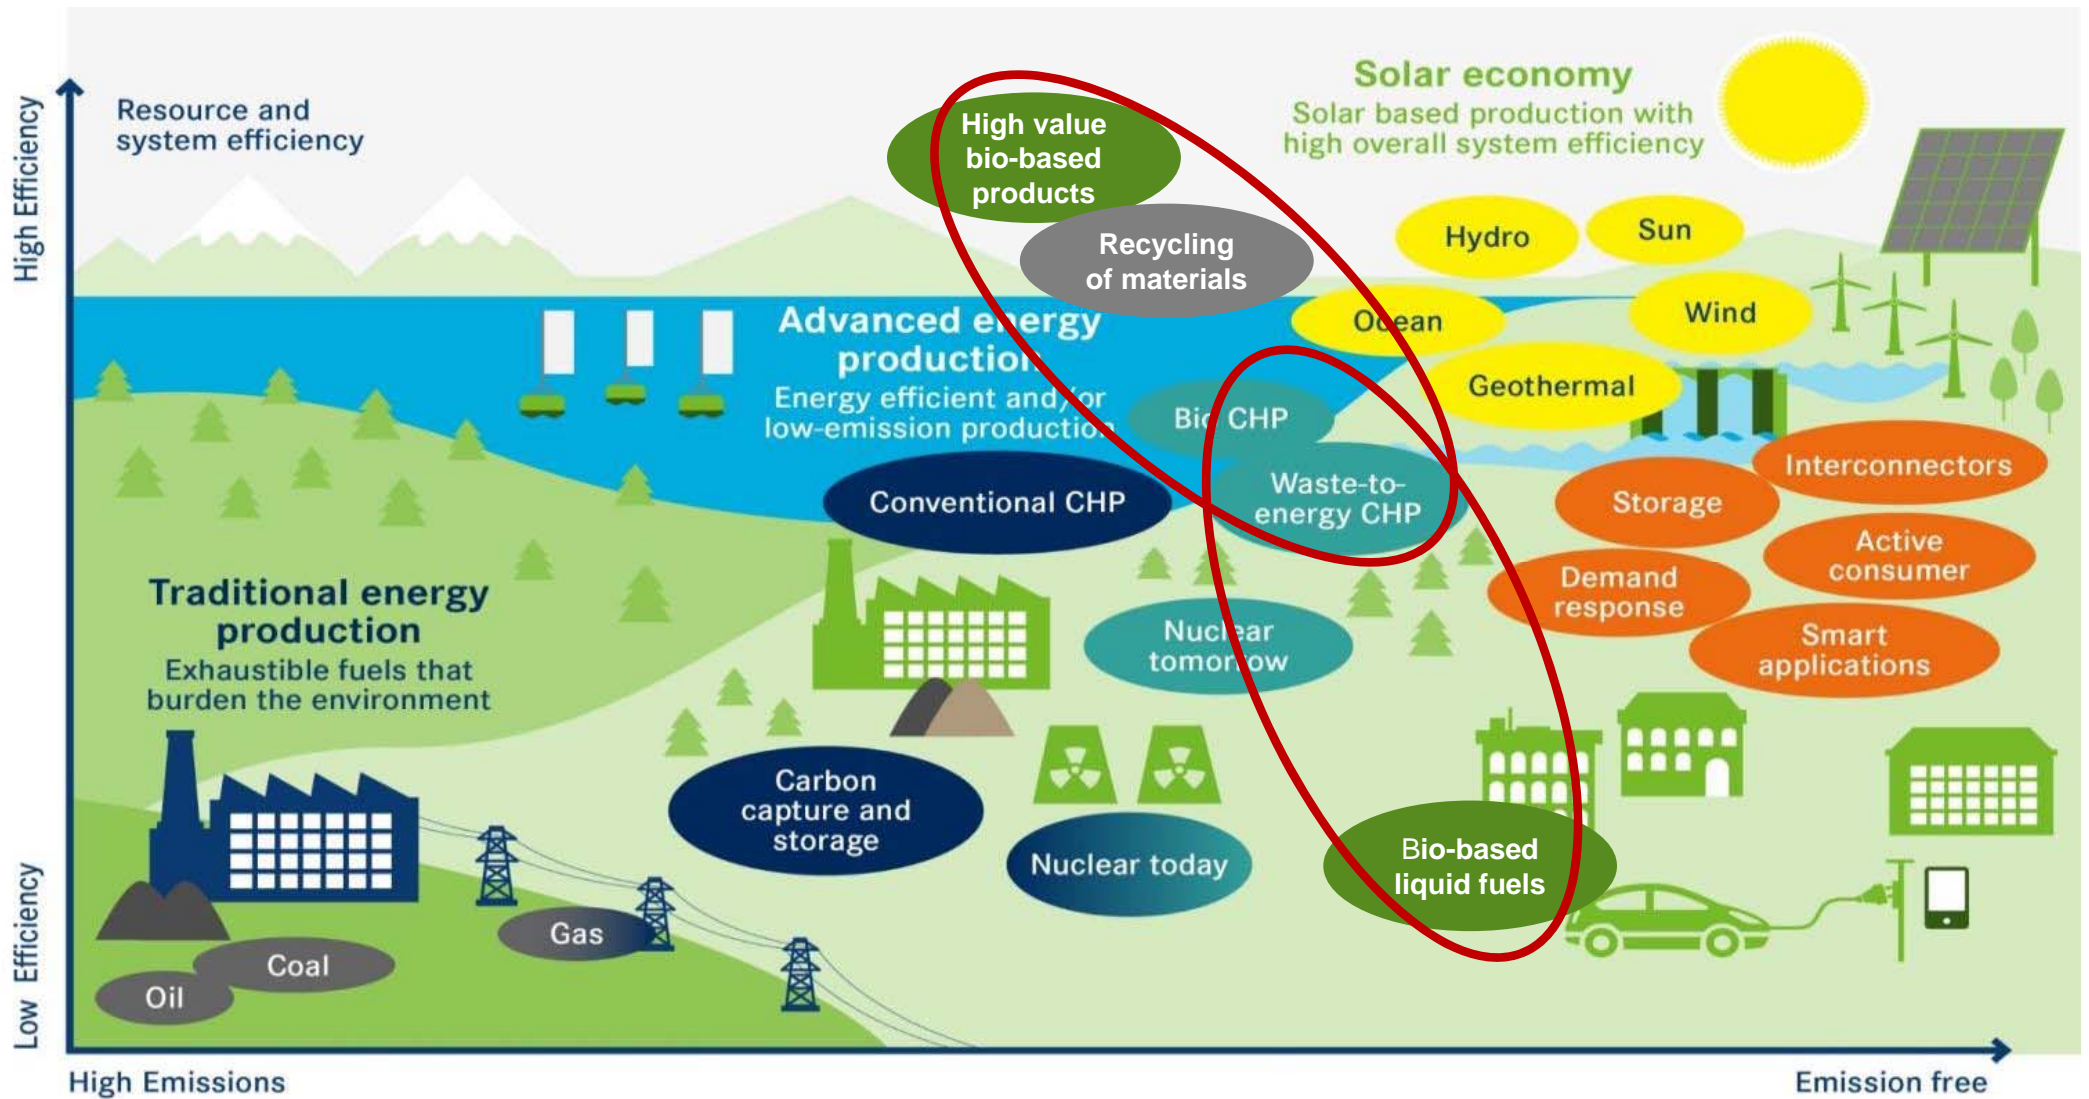 High Efficiency
Low Efficiency
Resource and
system efficiency
High value
bio-based
products
Recycling
of materials
Solar economy
Solar based production with
high overall system efficiency
Hydro
Sun
Ocean
Wind
Geothermal
Advanced energy
production
Energy efficient and/or
low-emission production
Bio CHP
Waste-to-
energy CHP
Conventional CHP
Interconnectors
Storage
Active
consumer
Demand
response
Smart
applications
Traditional energy
production
Exhaustible fuels that
burden the environment
Nuclear
tomorrow
Carbon
capture and
storage
Nuclear today
Bio-based
liquid fuels
Gas
Coal
Oil
High Emissions
Emission free